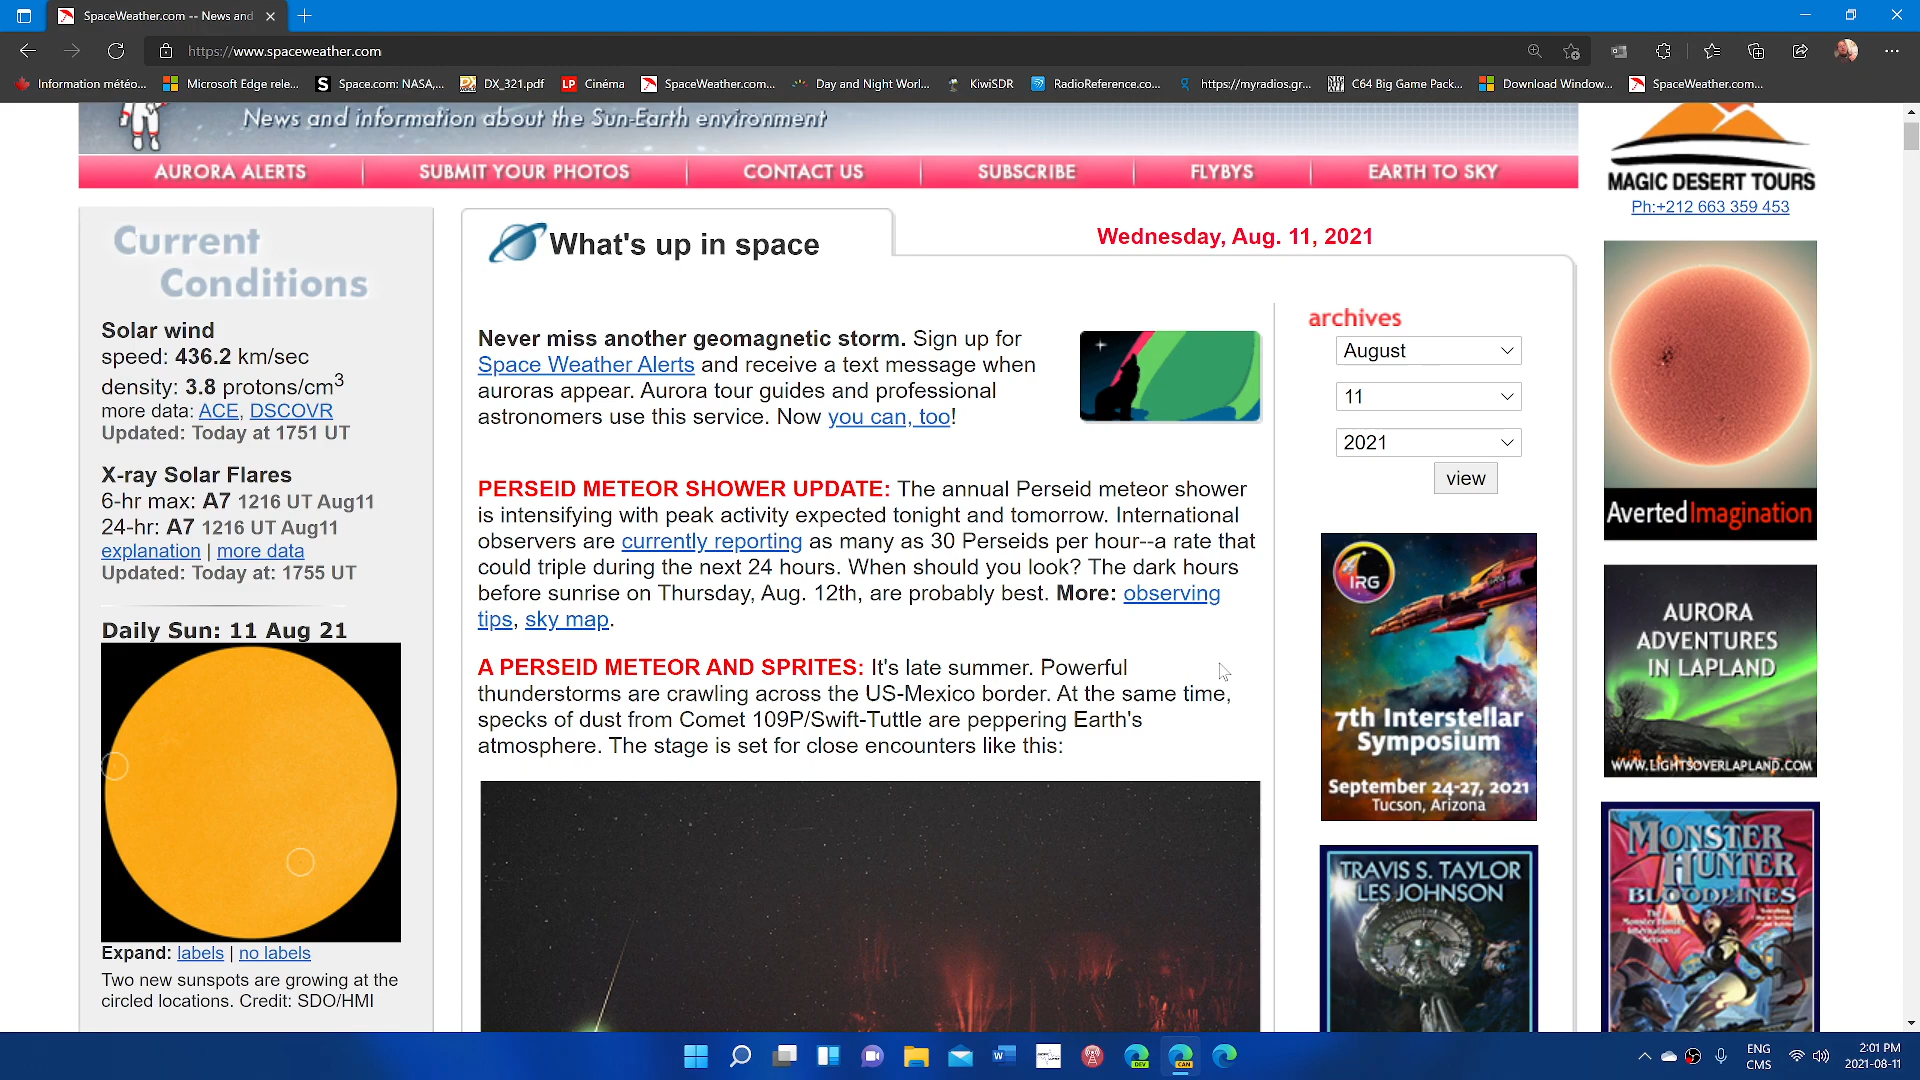 SpaceWeather.com -- News and
https://www.spaceweather.com
Information météo...
Microsoft Edge rele...
Space.com: NASA,...
DX_321.pdf
LP Cinéma
SpaceWeather.com...
Day and Night Worl...
KiwiSDR
RadioReference.co...
https://myradios.gr...
C64 Big Game Pack...
Download Window...
SpaceWeather.com...
News and information about the Sun-Earth environment
AURORA ALERTS
SUBMIT YOUR PHOTOS
CONTACT US
SUBSCRIBE
FLYBYS
EARTH TO SKY
Current
Conditions
Solar wind
speed: 436.2 km/sec
density: 3.8 protons/cm3
more data: ACE, DSCOVR
Updated: Today at 1751 UT
X-ray Solar Flares
6-hr max: A7 1216 UT Aug11
24-hr: A7 1216 UT Aug11
explanation | more data
Updated: Today at: 1755 UT
Daily Sun: 11 Aug 21
Expand: labels | no labels
Two new sunspots are growing at the
circled locations. Credit: SDO/HMI
What's up in space
Wednesday, Aug. 11, 2021
Never miss another geomagnetic storm. Sign up for
Space Weather Alerts and receive a text message when
auroras appear. Aurora tour guides and professional
astronomers use this service. Now you can, too!
PERSEID METEOR SHOWER UPDATE: The annual Perseid meteor shower
is intensifying with peak activity expected tonight and tomorrow. International
observers are currently reporting as many as 30 Perseids per hour--a rate that
could triple during the next 24 hours. When should you look? The dark hours
before sunrise on Thursday, Aug. 12th, are probably best. More: observing
tips, sky map.
A PERSEID METEOR AND SPRITES: It's late summer. Powerful
thunderstorms are crawling across the US-Mexico border. At the same time,
specks of dust from Comet 109P/Swift-Tuttle are peppering Earth's
atmosphere. The stage is set for close encounters like this:
archives
August
11
2021
view
IRG
7th Interstellar
Symposium
September 24-27, 2021
Tucson, Arizona
TRAVIS S. TAYLOR
LES JOHNSON
MAGIC DESERT TOURS
Ph:+212 663 359 453
AvertedImagination
AURORA
ADVENTURES
IN LAPLAND
WWW.LIGHTSOVERLAPLAND.COM
MONSTER
HUNTER
BLOODLINES
DEV
CAN
ENG
CMS
2:01 PM
2021-08-11